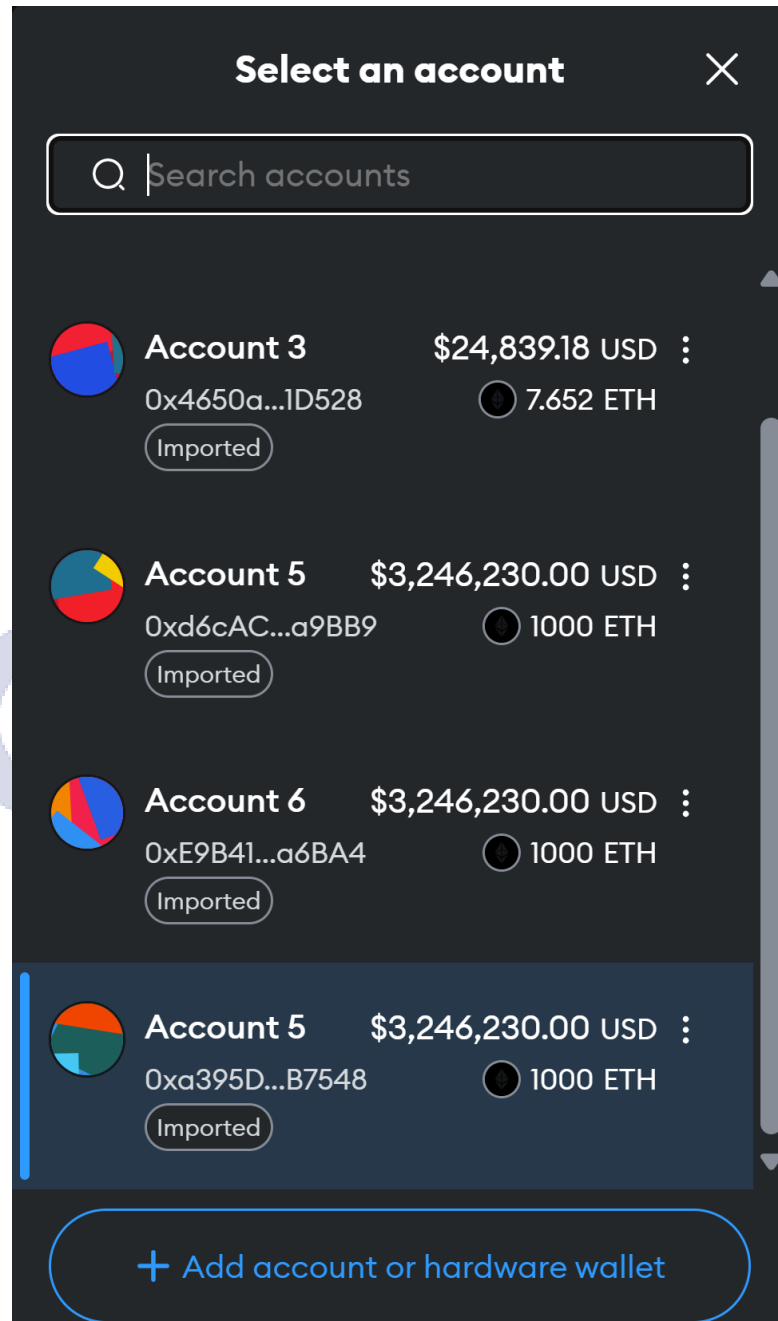 Select an account
Search accounts
Account 3 $24,839.18 USD
0x4650a...1D528 7.652 ETH
Imported
Account 5 $3,246,230.00 USD
0xd6cAC...a9BB9 1000 ETH
Imported
Account 6 $3,246,230.00 USD
0xE9B41...a6BA4 1000 ETH
Imported
Account 5 $3,246,230.00 USD
0xa395D...B7548 1000 ETH
Imported
+ Add account or hardware wallet